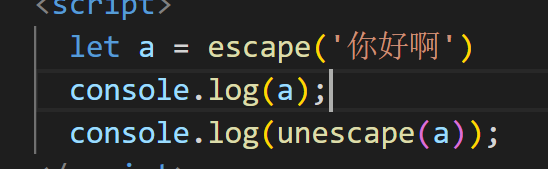 <script>
let a = escape('你好啊')
console.log(a);
console.log(unescape(a));
</script>